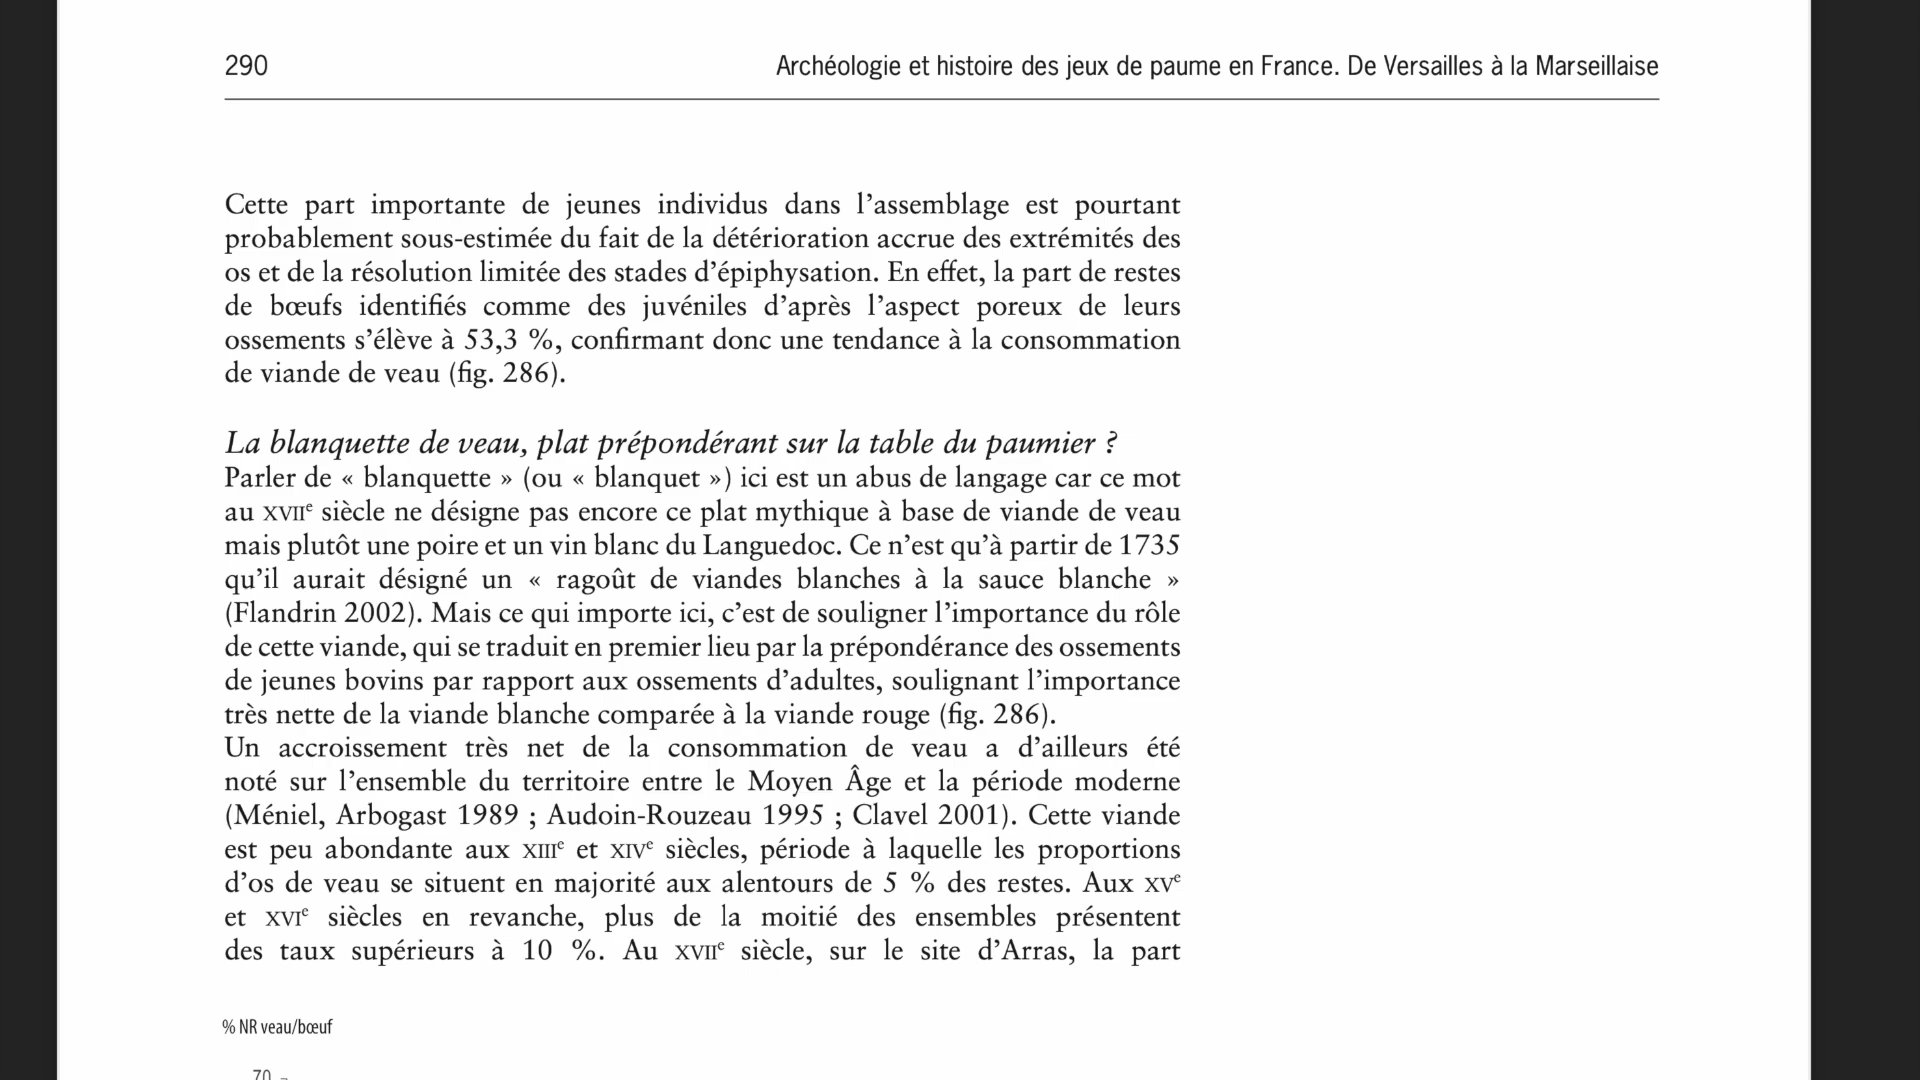 290
Archéologie et histoire des jeux de paume en France. De Versailles à la Marseillaise
Cette part importante de jeunes individus dans l’assemblage est pourtant
probablement sous-estimée du fait de la détérioration accrue des extrémités des
os et de la résolution limitée des stades d’épiphysation. En effet, la part de restes
de bœufs identifiés comme des juvéniles d’après l’aspect poreux de leurs
ossements s’élève à 53,3 %, confirmant donc une tendance à la consommation
de viande de veau (fig. 286).
La blanquette de veau, plat prépondérant sur la table du paumier ?
Parler de « blanquette » (ou « blanquet ») ici est un abus de langage car ce mot
au XVIIe siècle ne désigne pas encore ce plat mythique à base de viande de veau
mais plutôt une poire et un vin blanc du Languedoc. Ce n’est qu’à partir de 1735
qu’il aurait désigné un « ragoût de viandes blanches à la sauce blanche »
(Flandrin 2002). Mais ce qui importe ici, c’est de souligner l’importance du rôle
de cette viande, qui se traduit en premier lieu par la prépondérance des ossements
de jeunes bovins par rapport aux ossements d’adultes, soulignant l’importance
très nette de la viande blanche comparée à la viande rouge (fig. 286).
Un accroissement très net de la consommation de veau a d’ailleurs été
noté sur l’ensemble du territoire entre le Moyen Âge et la période moderne
(Méniel, Arbogast 1989 ; Audoin-Rouzeau 1995 ; Clavel 2001). Cette viande
est peu abondante aux XIIIe et XIVe siècles, période à laquelle les proportions
d’os de veau se situent en majorité aux alentours de 5 % des restes. Aux XVe
et XVIe siècles en revanche, plus de la moitié des ensembles présentent
des taux supérieurs à 10 %. Au XVIIe siècle, sur le site d’Arras, la part
% NR veau/bœuf
70